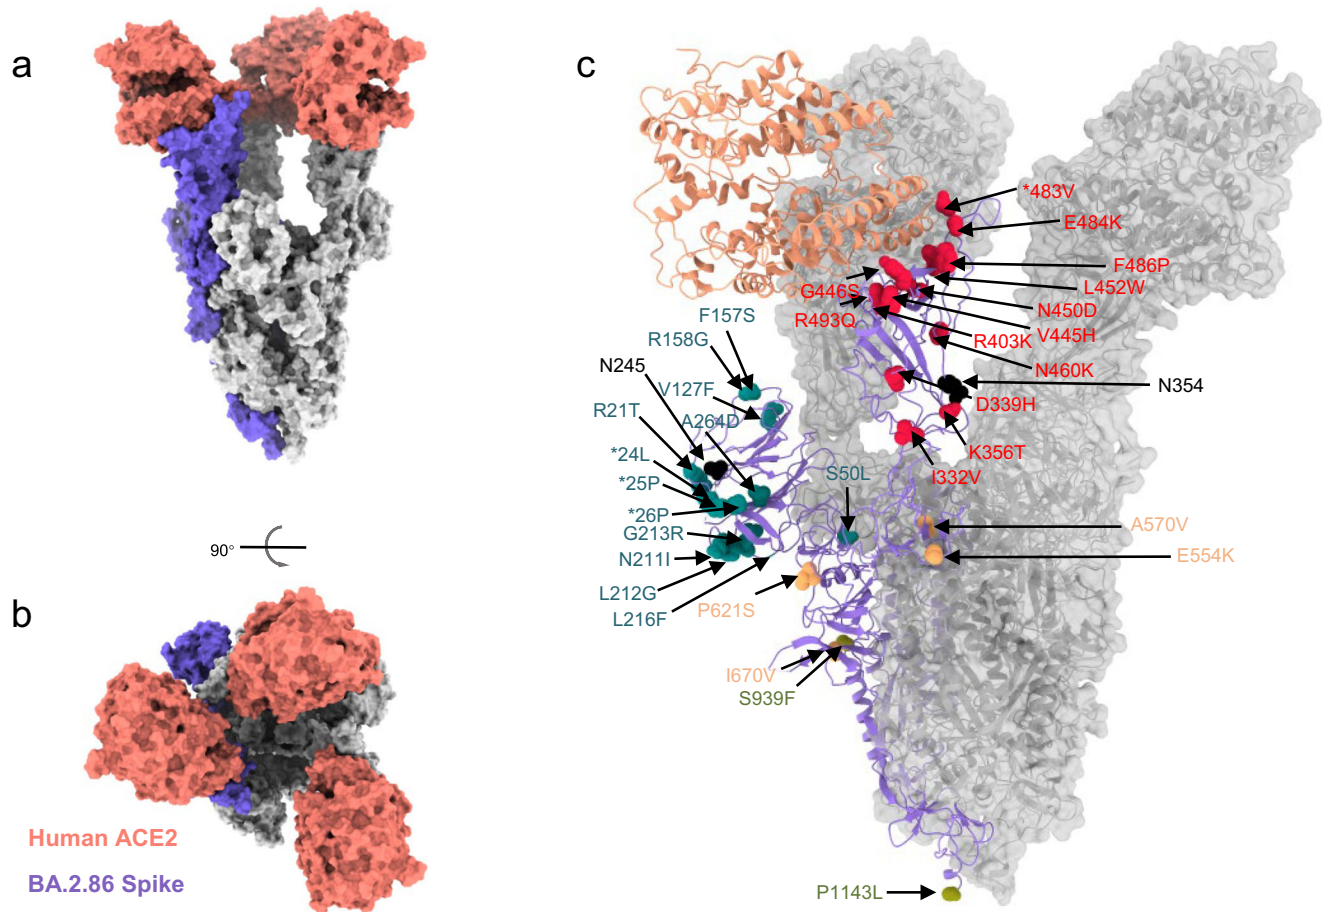 a
90°
b
Human ACE2
BA.2.86 Spike
c
*483V
E484K
F486P
G446S
L452W
R493Q
N450D
R403K
V445H
N460K
N354
D339H
K356T
I332V
F157S
R158G
N245
V127F
R21T
A264D
*24L
*25P
S50L
*26P
G213R
N211I
L212G
L216F
P621S
A570V
E554K
I670V
S939F
P1143L